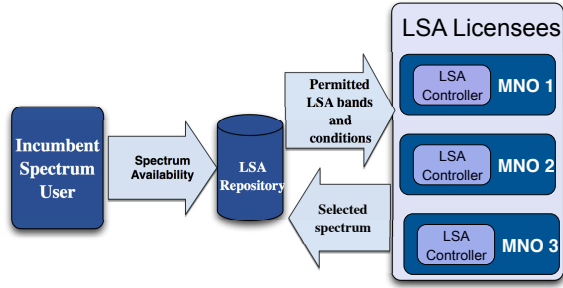 Incumbent
Spectrum
User
Spectrum
Availability
LSA
Repository
Permitted
LSA bands
and
conditions
Selected
spectrum
LSA Licensees
LSA
Controller
MNO 1
LSA
Controller
MNO 2
LSA
Controller
MNO 3